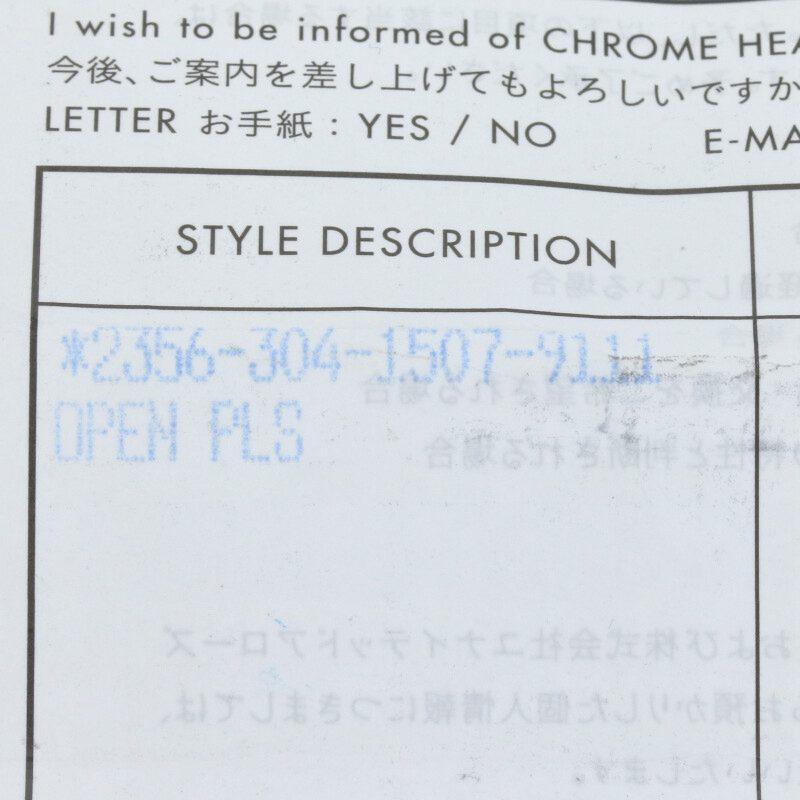 I wish to be informed of CHROME HEA
今後、ご案内を差し上げてもよろしいですか
LETTER お手紙 : YES / NO E-MA
STYLE DESCRIPTION
*2356-304-1507-9111
OPEN PLS